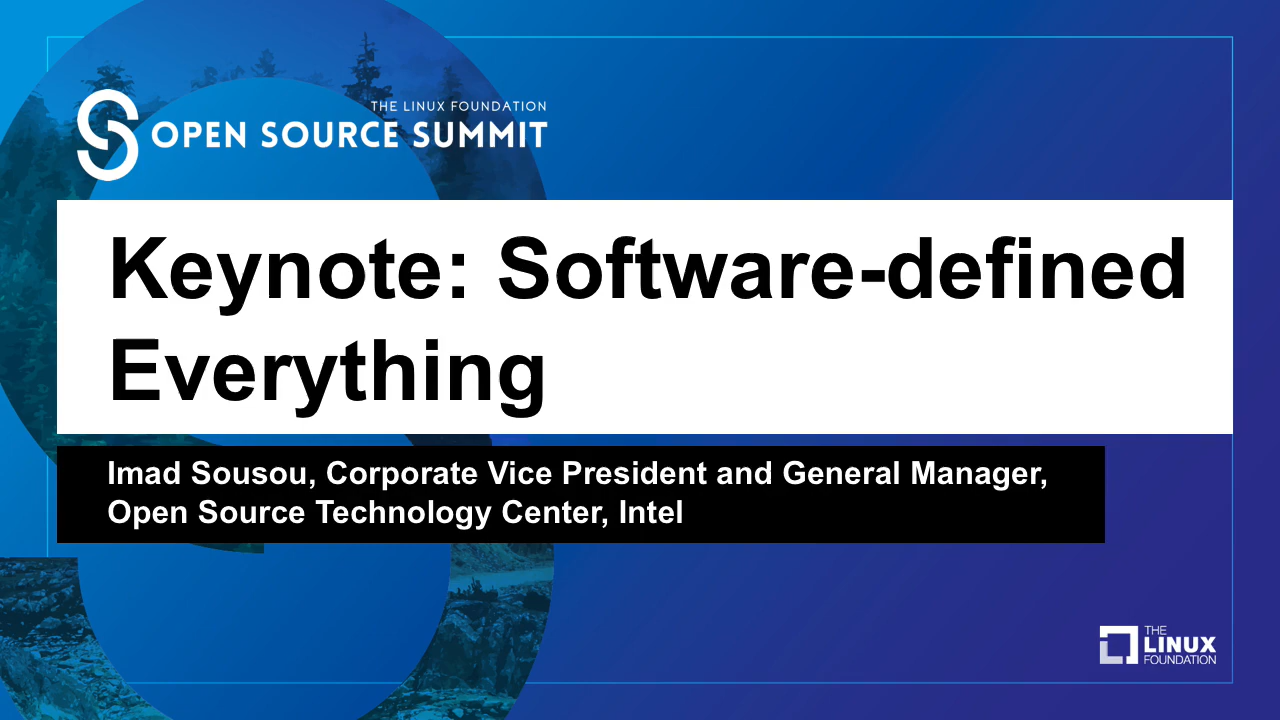 THE LINUX FOUNDATION
OPEN SOURCE SUMMIT
Keynote: Software-defined
Everything
Imad Sousou, Corporate Vice President and General Manager,
Open Source Technology Center, Intel
THE
LINUX
FOUNDATION